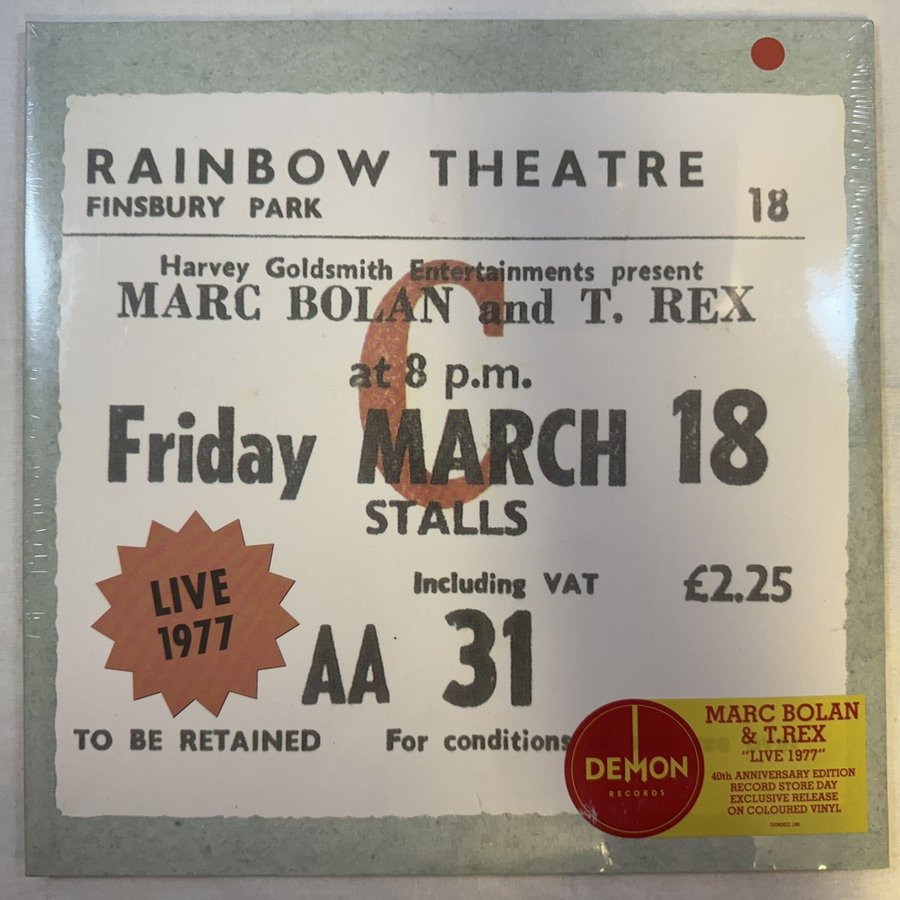 RAINBOW THEATRE
FINSBURY PARK
18
Harvey Goldsmith Entertainments present
MARC BOLAN and T. REX
C
at 8 p.m.
Friday MARCH 18
STALLS
Including VAT £2.25
LIVE
1977
AA 31
TO BE RETAINED For conditions
DEMON
RECORDS
MARC BOLAN
& T.REX
"LIVE 1977"
40th ANNIVERSARY EDITION
RECORD STORE DAY
EXCLUSIVE RELEASE
ON COLOURED VINYL